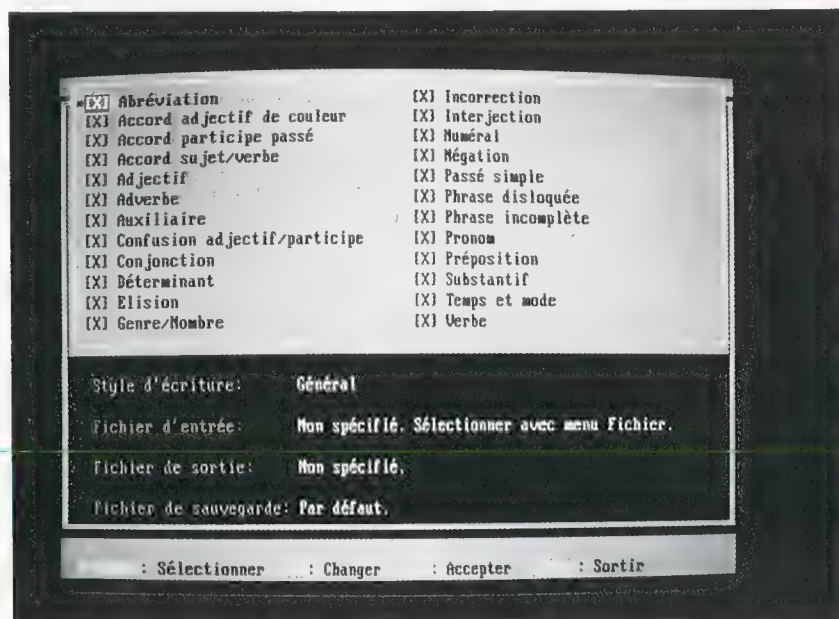 [X] Abréviation
[X] Accord adjectif de couleur
[X] Accord participe passé
[X] Accord sujet/verbe
[X] Adjectif
[X] Adverbe
[X] Auxiliaire
[X] Confusion adjectif/participe
[X] Conjonction
[X] Déterminant
[X] Elision
[X] Genre/Nombre
[X] Incorrection
[X] Interjection
[X] Numéral
[X] Négation
[X] Passé simple
[X] Phrase disloquée
[X] Phrase incomplète
[X] Pronom
[X] Préposition
[X] Substantif
[X] Temps et mode
[X] Verbe
Style d'écriture: Général
Fichier d'entrée: Non spécifié. Sélectionner avec menu Fichier.
Fichier de sortie: Non spécifié.
Fichier de sauvegarde: Par défaut.
: Sélectionner : Changer : Accepter : Sortir